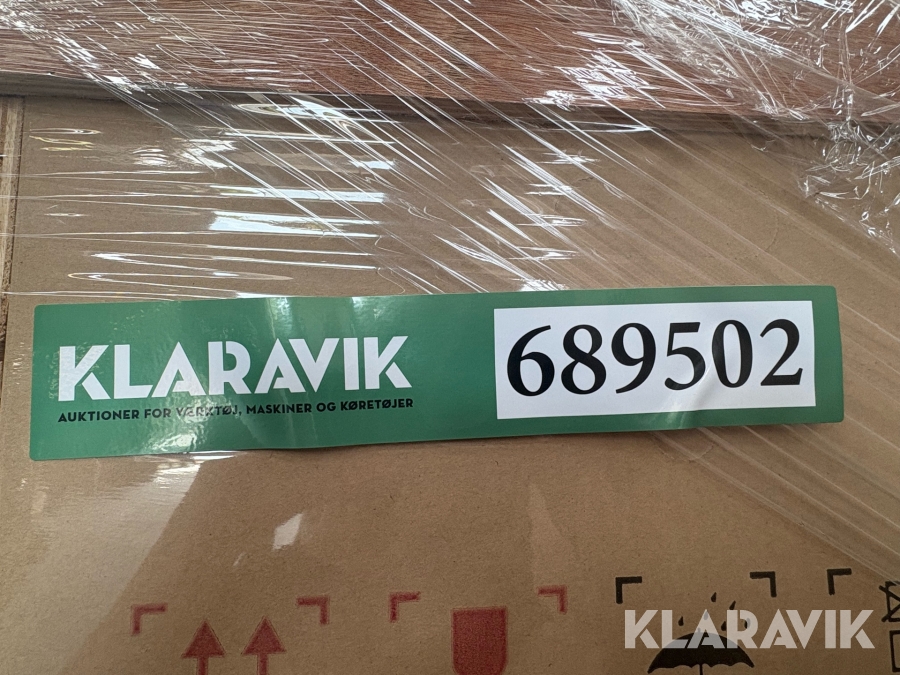 KLARAVIK
AUKTIONER FOR VÆRKTØJ, MASKINER OG KØRETØJER
689502
KLARAVIK